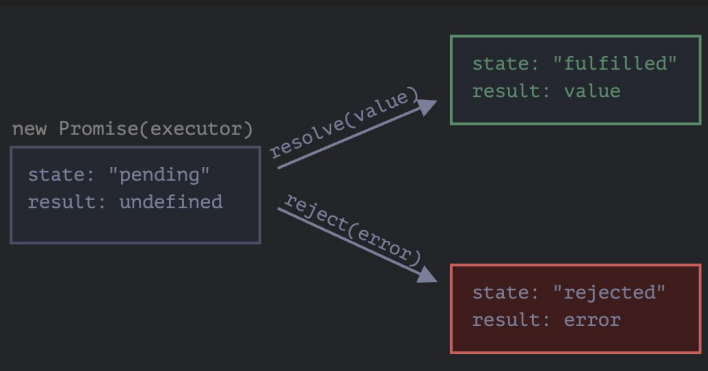 new Promise(executor)
state: "pending"
result: undefined
resolve(value)
reject(error)
state: "fulfilled"
result: value
state: "rejected"
result: error